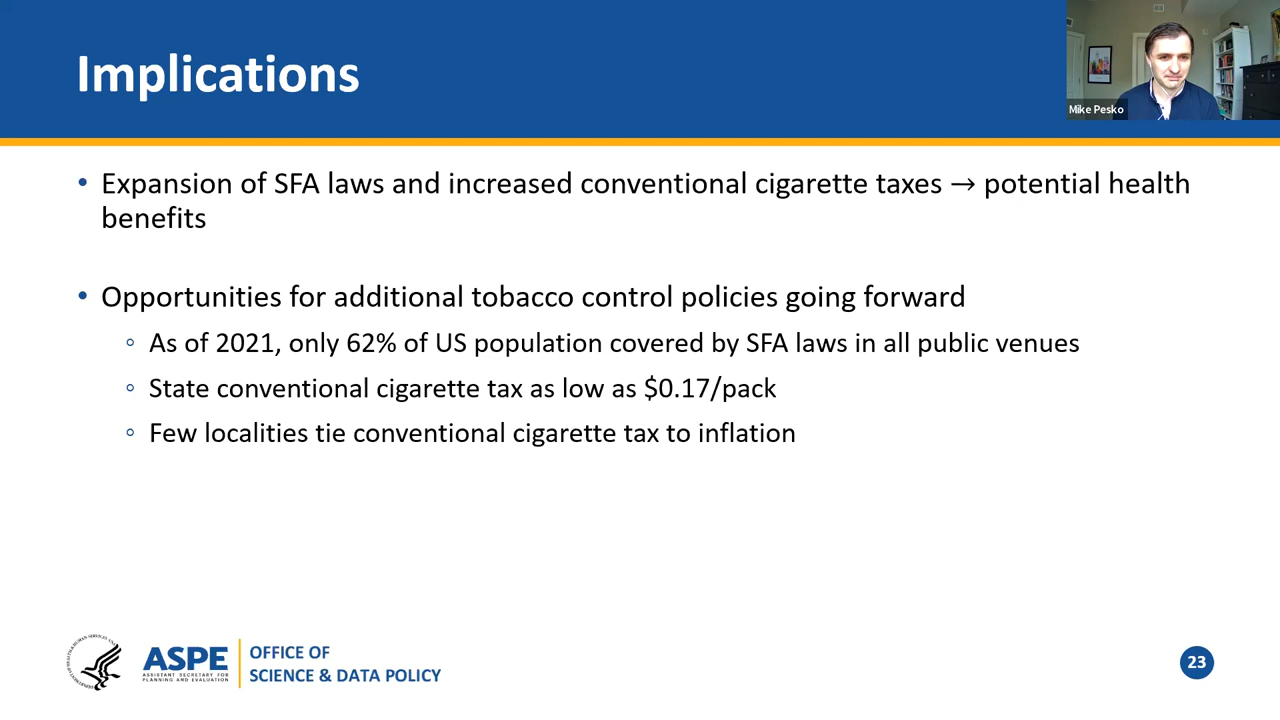 Implications
Mike Pesko
• Expansion of SFA laws and increased conventional cigarette taxes → potential health
benefits
• Opportunities for additional tobacco control policies going forward
◦ As of 2021, only 62% of US population covered by SFA laws in all public venues
◦ State conventional cigarette tax as low as $0.17/pack
◦ Few localities tie conventional cigarette tax to inflation
ASPE
ASSISTANT SECRETARY FOR
PLANNING AND EVALUATION
OFFICE OF
SCIENCE & DATA POLICY
23